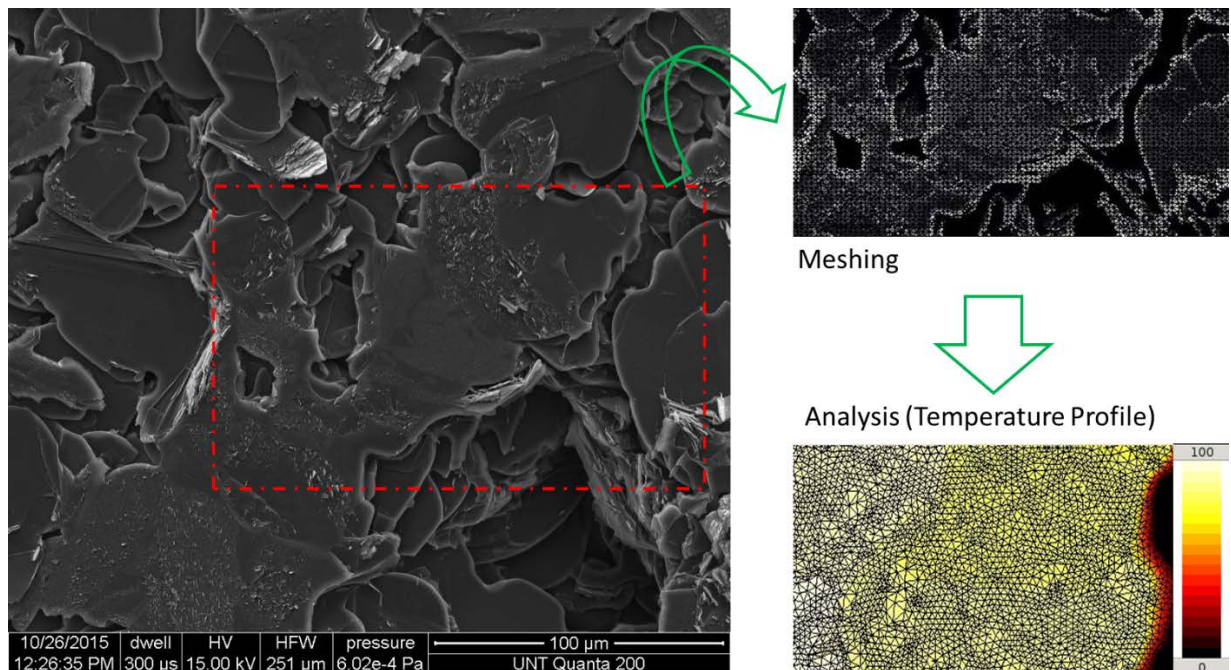 Meshing
Analysis (Temperature Profile)
100
0
10/26/2015 dwell HV HFW pressure 100 µm
12:26:35 PM 300 µs 15.00 kV 251 µm 6.02e-4 Pa UNT Quanta 200